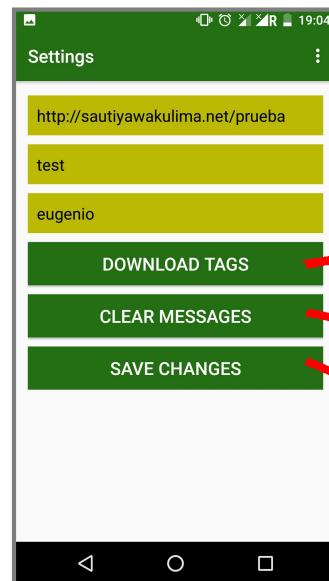 R 19:04
Settings
http://sautiyawakulima.net/prueba
test
eugenio
DOWNLOAD TAGS
CLEAR MESSAGES
SAVE CHANGES